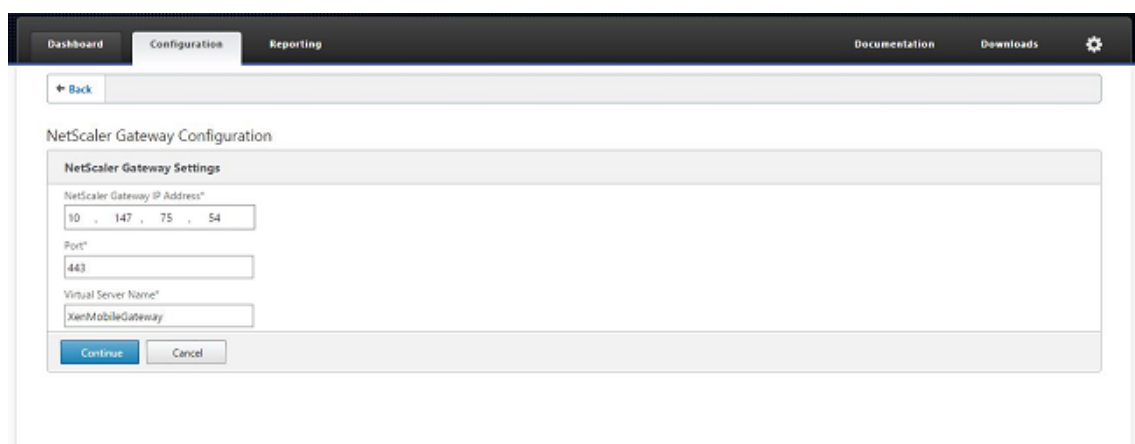 Dashboard Configuration Reporting Documentation Downloads
Back
NetScaler Gateway Configuration
NetScaler Gateway Settings
NetScaler Gateway IP Address*
10 . 147 . 75 . 54
Port*
443
Virtual Server Name*
XenMobileGateway
Continue Cancel